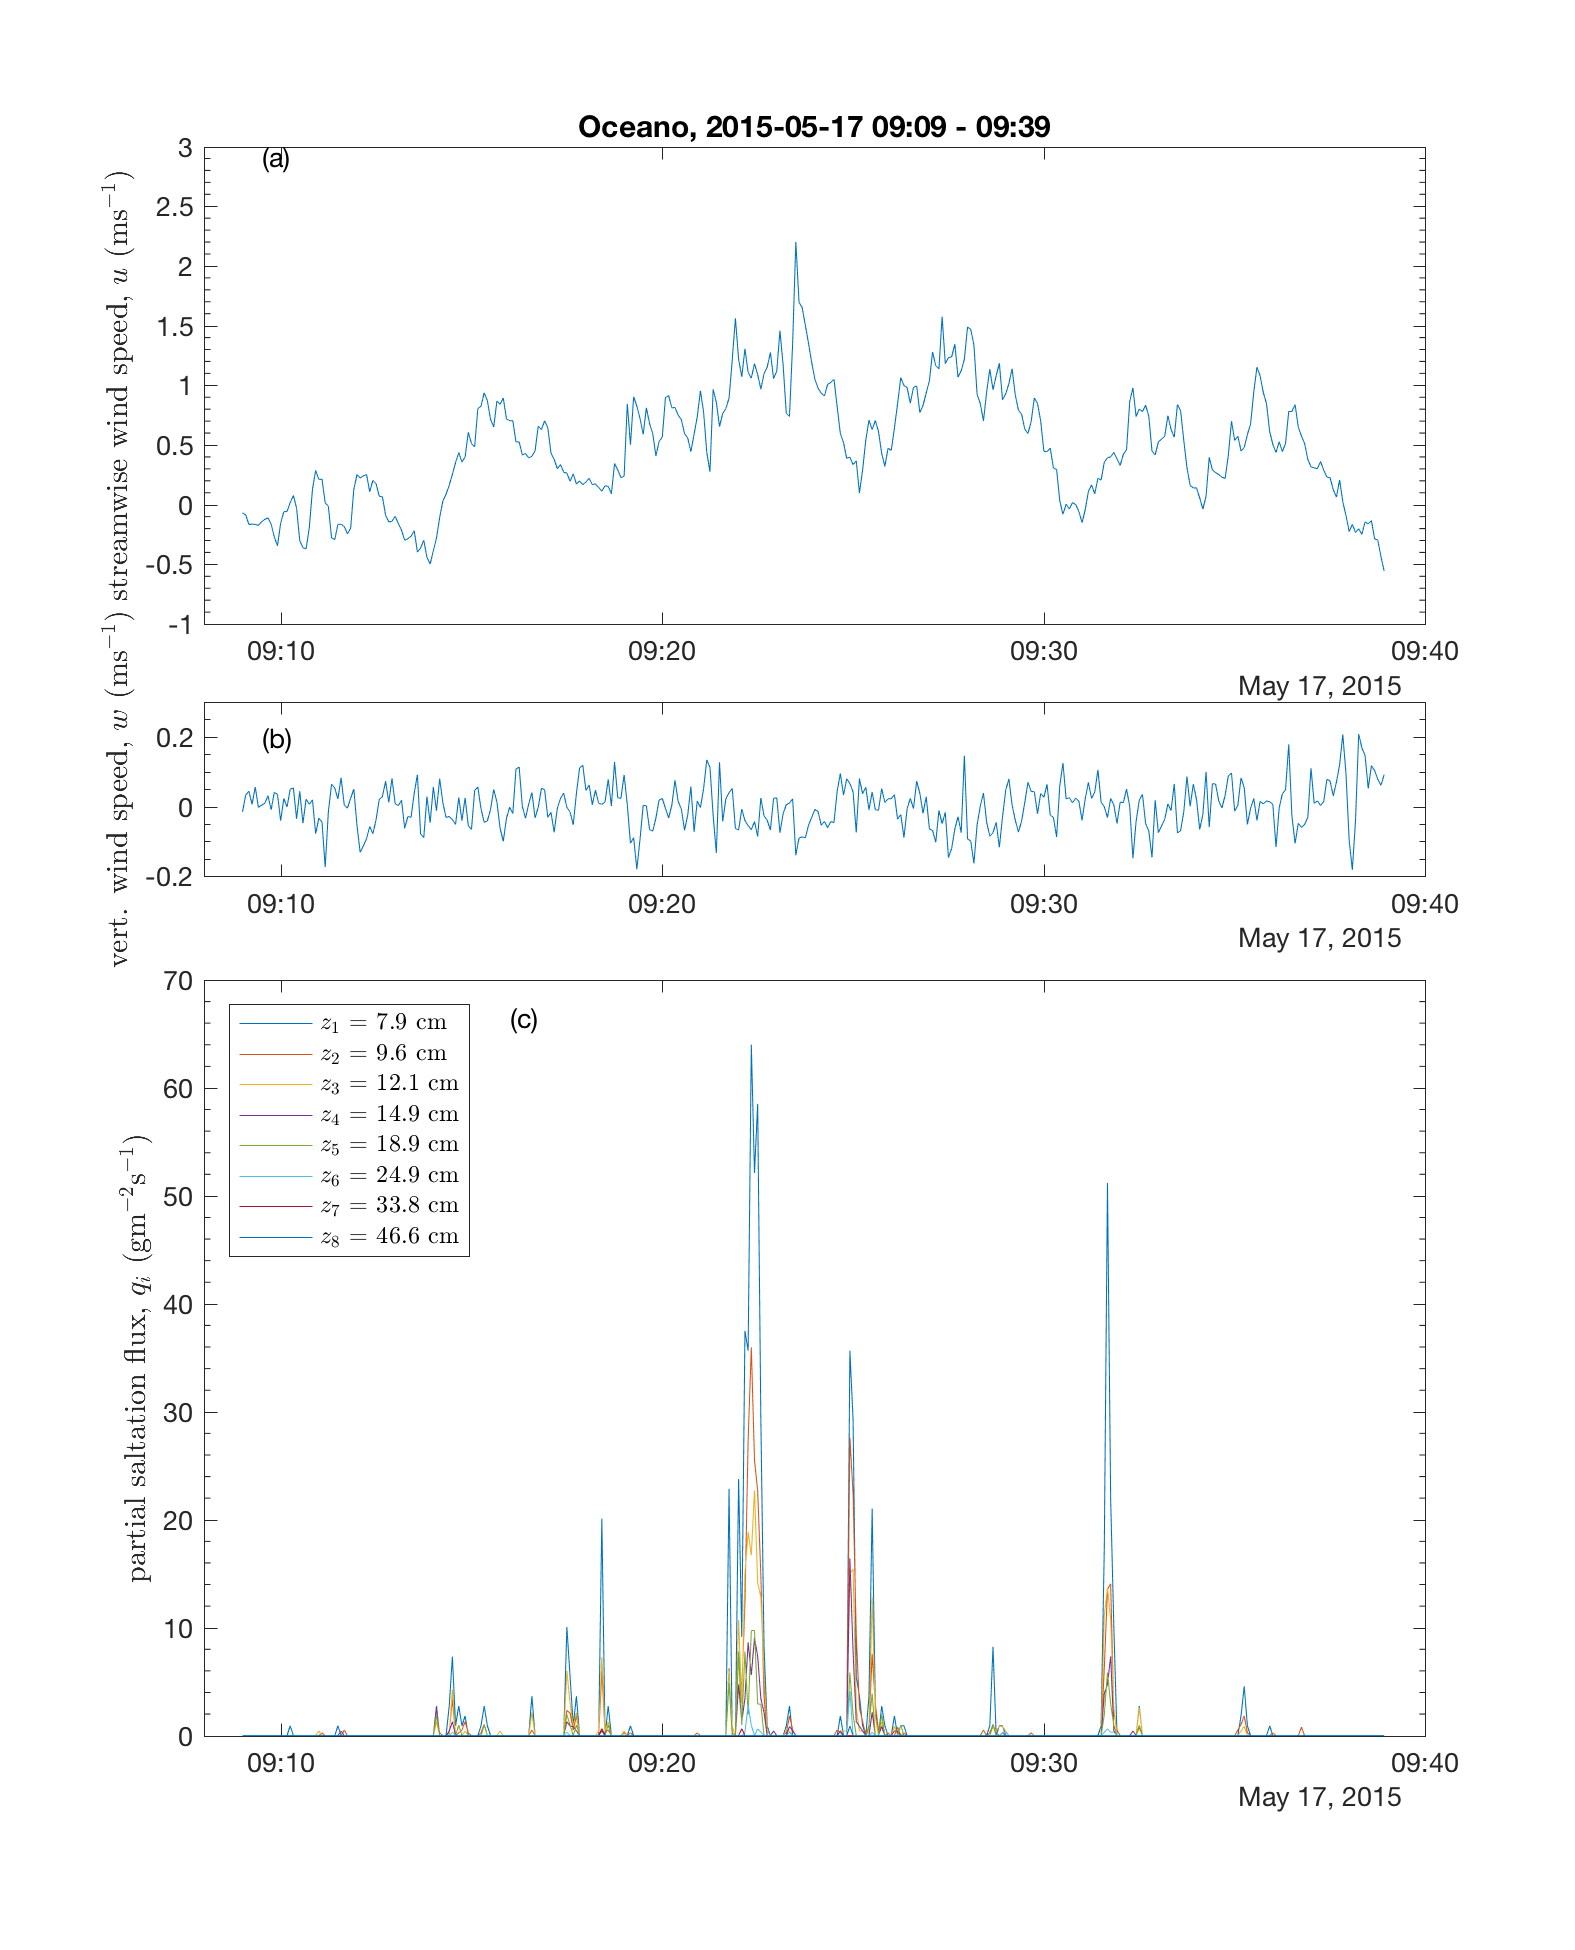 Oceano, 2015-05-17 09:09 - 09:39
(a)
streamwise wind speed, u (ms⁻¹)
3
2.5
2
1.5
1
0.5
0
-0.5
-1
09:10 09:20 09:30 09:40
May 17, 2015
(b)
vert. wind speed, w (ms⁻¹)
0.2
0
-0.2
09:10 09:20 09:30 09:40
May 17, 2015
(c)
partial saltation flux, qᵢ (gm⁻²s⁻¹)
70
60
50
40
30
20
10
0
z₁ = 7.9 cm
z₂ = 9.6 cm
z₃ = 12.1 cm
z₄ = 14.9 cm
z₅ = 18.9 cm
z₆ = 24.9 cm
z₇ = 33.8 cm
z₈ = 46.6 cm
09:10 09:20 09:30 09:40
May 17, 2015